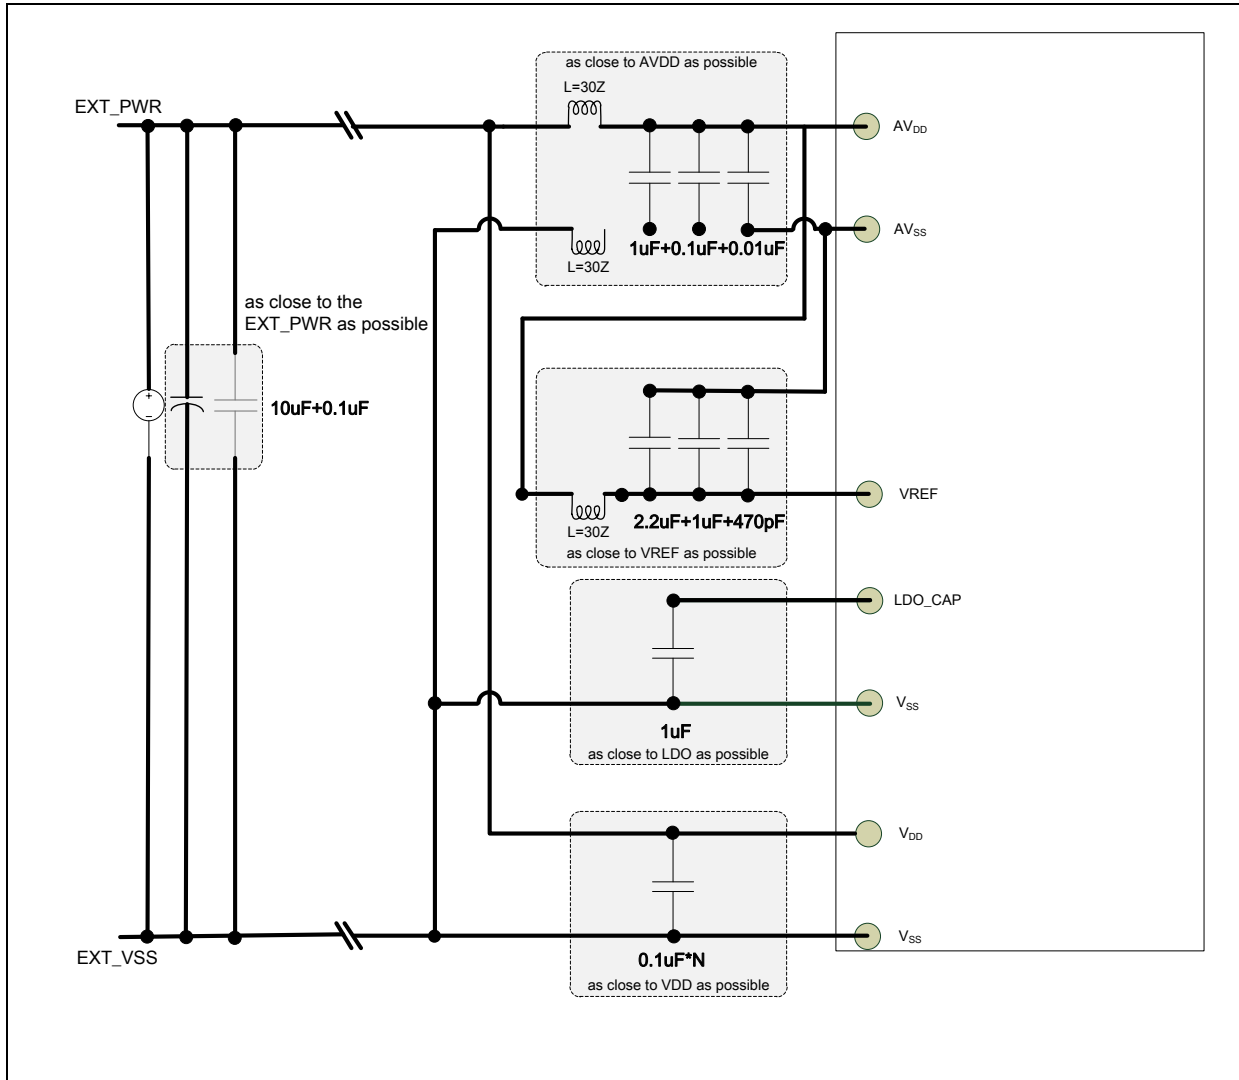 as close to AVDD as possible
L=30Z
EXT_PWR
AVDD
AVSS
1uF+0.1uF+0.01uF
L=30Z
as close to the
EXT_PWR as possible
+
−
10uF+0.1uF
VREF
2.2uF+1uF+470pF
L=30Z
as close to VREF as possible
LDO_CAP
VSS
1uF
as close to LDO as possible
VDD
VSS
EXT_VSS
0.1uF*N
as close to VDD as possible